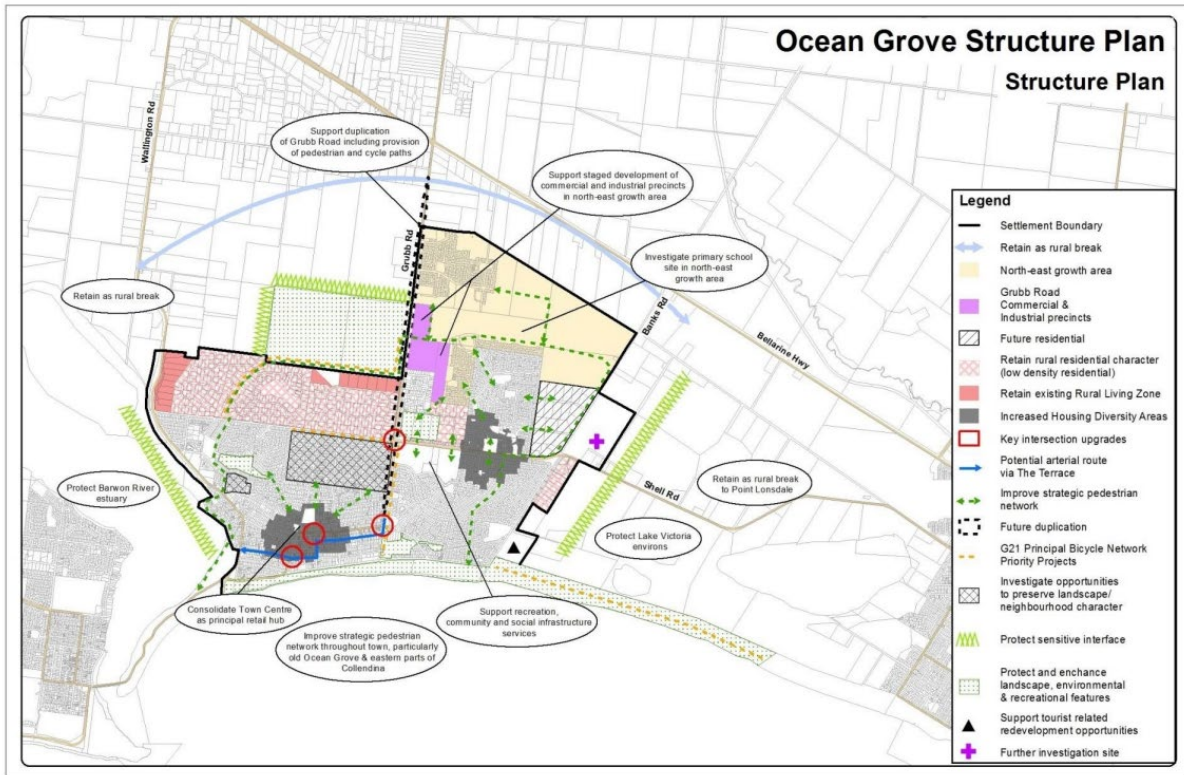 Ocean Grove Structure Plan
Structure Plan
Wallington Rd
Support duplication
of Grubb Road including provision
of pedestrian and cycle paths
Support staged development of
commercial and industrial precincts
in north-east growth area
Grubb Rd
Investigate primary school
site in north-east
growth area
Retain as rural break
Banks Rd
Bellarine Hwy
Protect Barwon River
estuary
Shell Rd
Retain as rural break
to Point Lonsdale
Protect Lake Victoria
environs
Consolidate Town Centre
as principal retail hub
Support recreation,
community and social infrastructure
services
Improve strategic pedestrian
network throughout town, particularly
old Ocean Grove & eastern parts of
Collendina
Legend
Settlement Boundary
Retain as rural break
North-east growth area
Grubb Road
Commercial &
Industrial precincts
Future residential
Retain rural residential character
(low density residential)
Retain existing Rural Living Zone
Increased Housing Diversity Areas
Key intersection upgrades
Potential arterial route
via The Terrace
Improve strategic pedestrian
network
Future duplication
G21 Principal Bicycle Network
Priority Projects
Investigate opportunities
to preserve landscape/
neighbourhood character
Protect sensitive interface
Protect and enchance
landscape, environmental
& recreational features
Support tourist related
redevelopment opportunities
Further investigation site